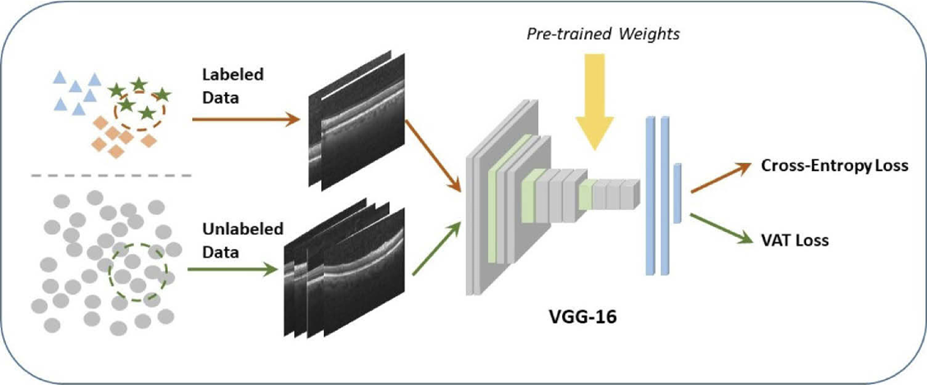 Pre-trained Weights
Labeled
Data
Cross-Entropy Loss
Unlabeled
Data
VAT Loss
VGG-16